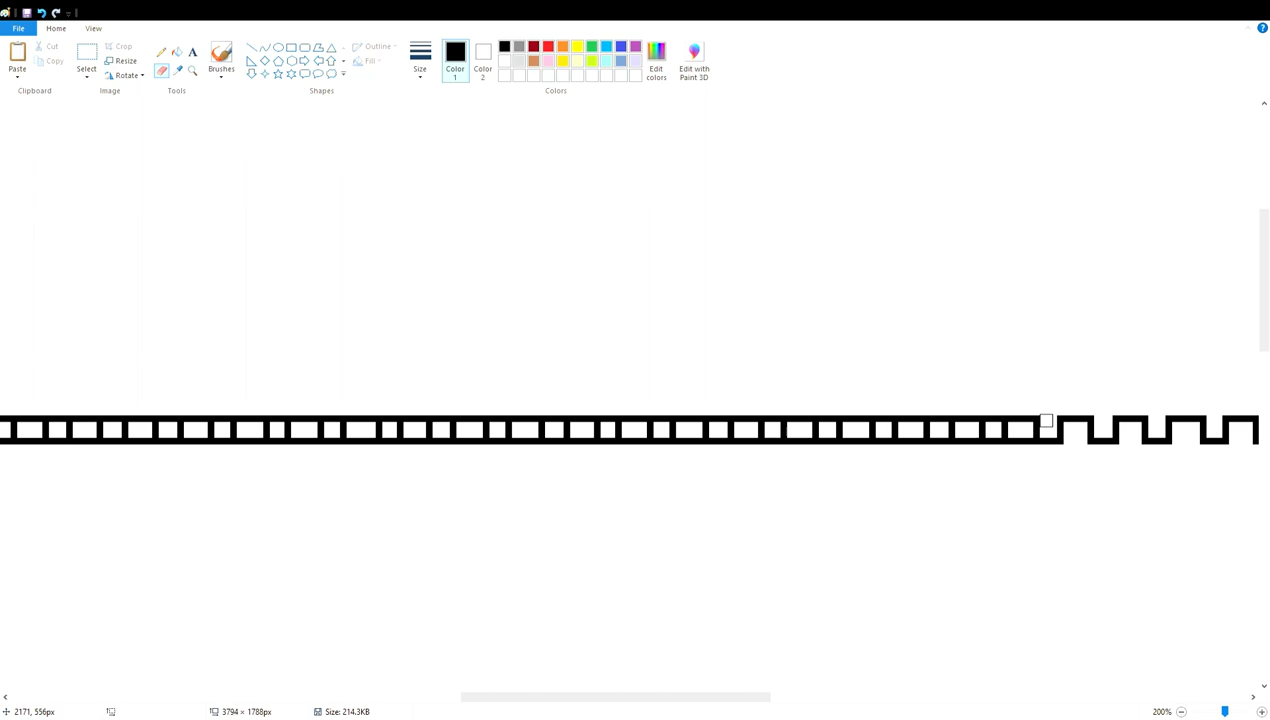 File Home View
Paste
Cut
Copy
Clipboard
Select
Crop
Resize
Rotate
Image
A
Tools
Brushes
Outline
Fill
Shapes
Size
Color 1
Color 2
Edit colors
Colors
Edit with Paint 3D
2171, 556px
3794 × 1788px
Size: 214.3KB
200%